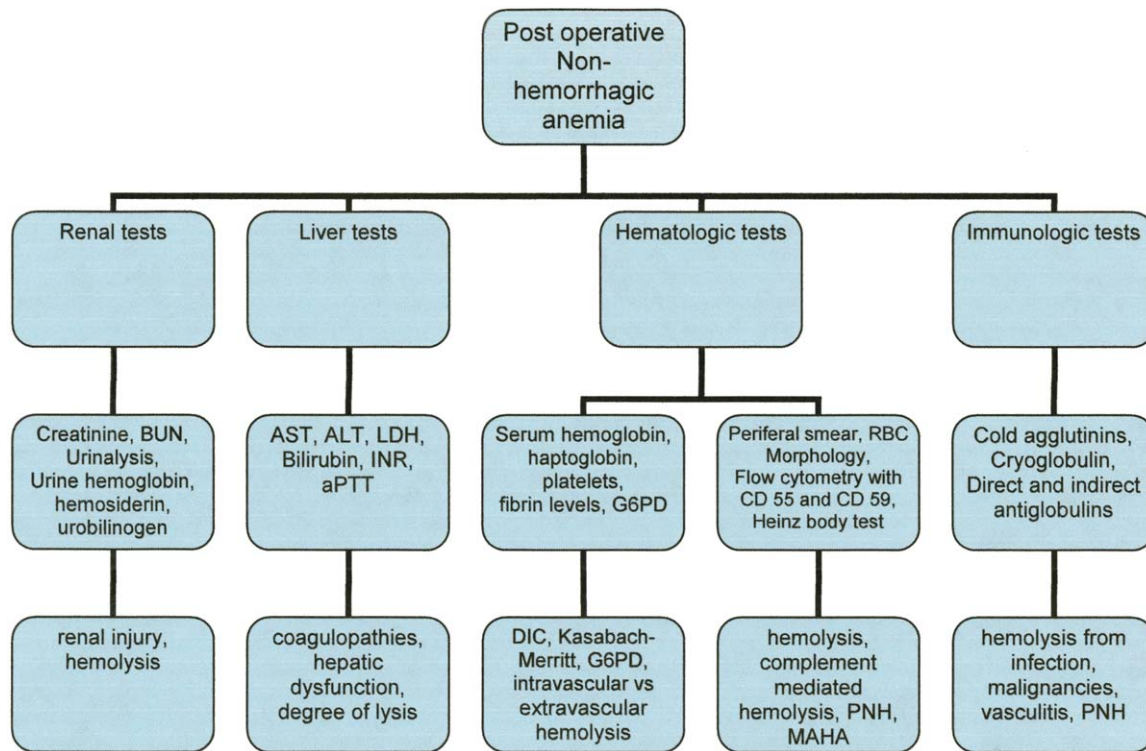 Post operative
Non-
hemorrhagic
anemia
Renal tests
Liver tests
Hematologic tests
Immunologic tests
Creatinine, BUN,
Urinalysis,
Urine hemoglobin,
hemosiderin,
urobilinogen
AST, ALT, LDH,
Bilirubin, INR,
aPTT
Serum hemoglobin,
haptoglobin,
platelets,
fibrin levels, G6PD
Periferal smear, RBC
Morphology,
Flow cytometry with
CD 55 and CD 59,
Heinz body test
Cold agglutinins,
Cryoglobulin,
Direct and indirect
antiglobulins
renal injury,
hemolysis
coagulopathies,
hepatic
dysfunction,
degree of lysis
DIC, Kasabach-
Merritt, G6PD,
intravascular vs
extravascular
hemolysis
hemolysis,
complement
mediated
hemolysis, PNH,
MAHA
hemolysis from
infection,
malignancies,
vasculitis, PNH